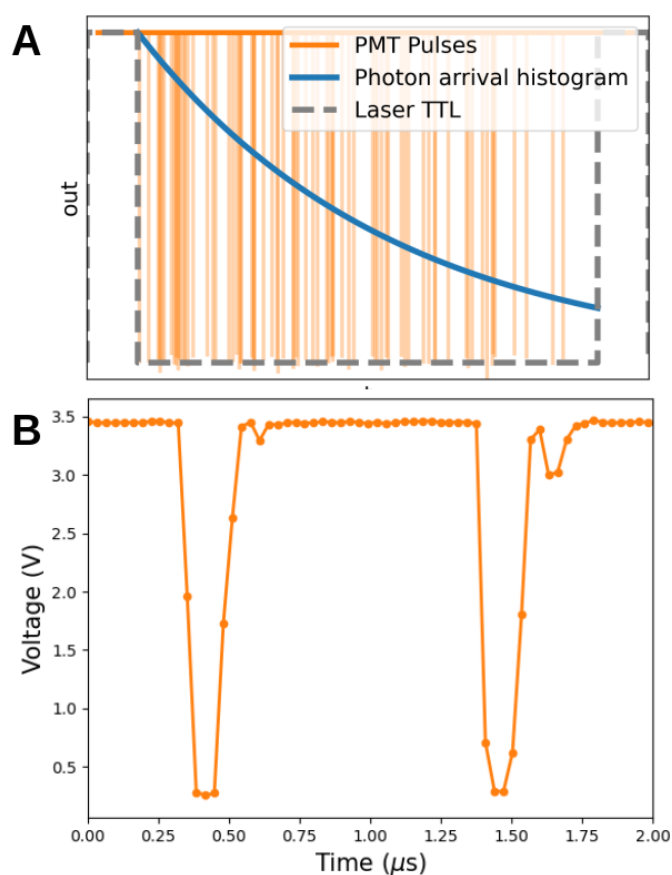 A
PMT Pulses
Photon arrival histogram
Laser TTL
out
B
3.5
3.0
2.5
2.0
1.5
1.0
0.5
Voltage (V)
0.00 0.25 0.50 0.75 1.00 1.25 1.50 1.75 2.00
Time (μs)